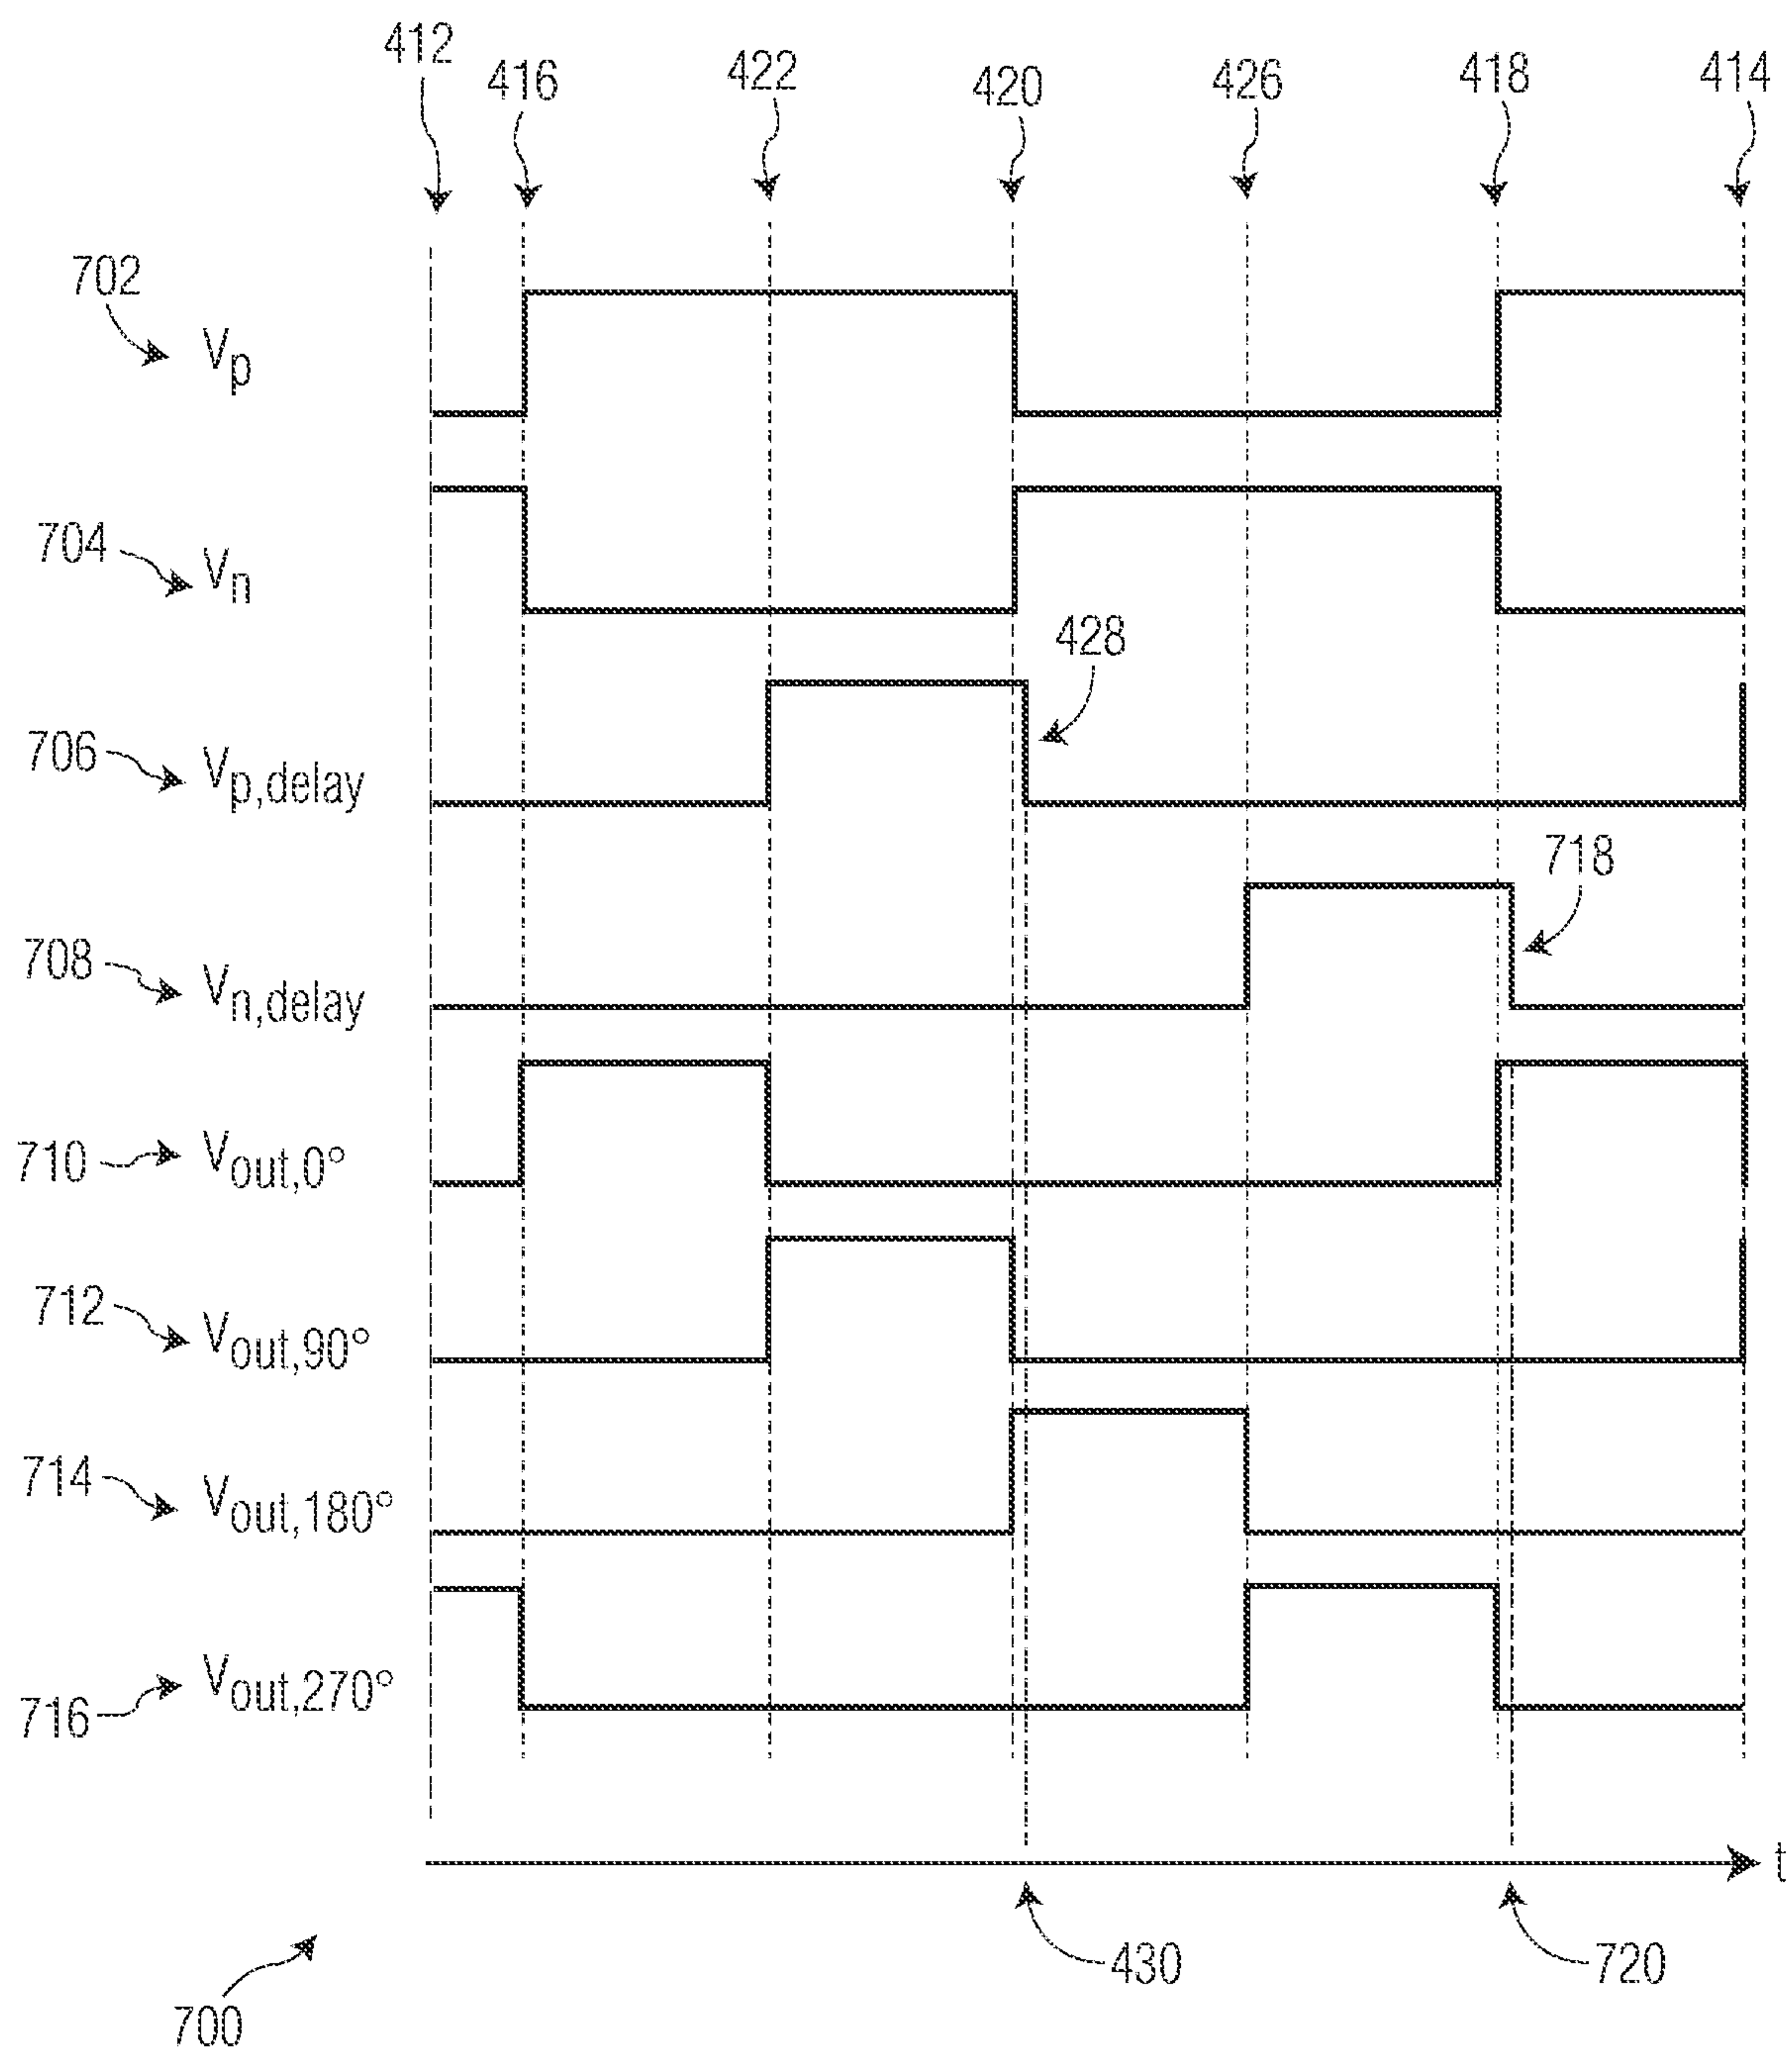 412 416 422 420 426 418 414
702 Vp
704 Vn
428
706 Vp,delay
718
708 Vn,delay
710 Vout,0°
712 Vout,90°
714 Vout,180°
716 Vout,270°
t
430 720
700